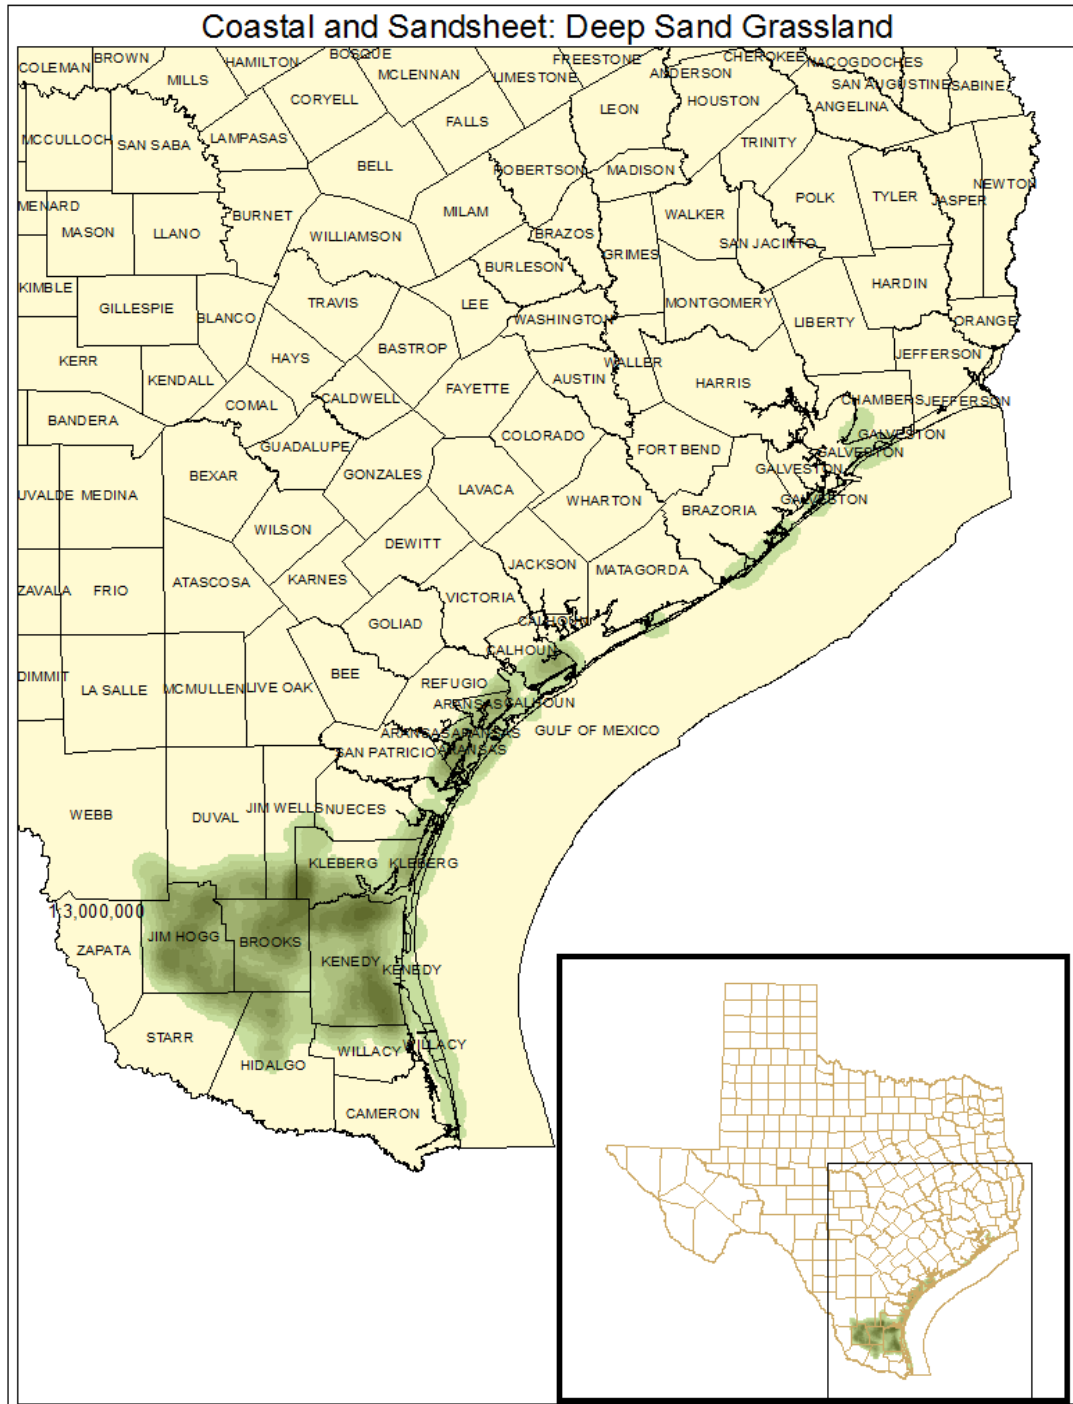 Coastal and Sandsheet: Deep Sand Grassland
COLEMAN
BROWN
MILLS
HAMILTON
BOSQUE
MCLENNAN
LIMESTONE
FREESTONE
ANDERSON
CHEROKEE
NACOGDOCHES
SAN AUGUSTINE
SABINE
CORYELL
FALLS
LEON
HOUSTON
ANGELINA
MCCULLOCH
SAN SABA
LAMPASAS
BELL
ROBERTSON
MADISON
TRINITY
MENARD
MASON
LLANO
BURNET
WILLIAMSON
MILAM
BRAZOS
GRIMES
WALKER
SAN JACINTO
POLK
TYLER
JASPER
NEWTON
KIMBLE
GILLESPIE
BLANCO
TRAVIS
LEE
BURLESON
WASHINGTON
MONTGOMERY
LIBERTY
HARDIN
ORANGE
KERR
KENDALL
HAYS
BASTROP
FAYETTE
AUSTIN
WALLER
HARRIS
JEFFERSON
CHAMBERS
JEFFERSON
BANDERA
COMAL
CALDWELL
GUADALUPE
GONZALES
COLORADO
FORT BEND
GALVESTON
GALVESTON
GALVESTON
GALVESTON
UVALDE
MEDINA
BEXAR
WILSON
LAVACA
WHARTON
BRAZORIA
ZAVALA
FRIO
ATASCOSA
KARNES
DEWITT
JACKSON
MATAGORDA
VICTORIA
CALHOUN
GOLIAD
CALHOUN
DIMMIT
LA SALLE
MCMULLEN
LIVE OAK
BEE
REFUGIO
ARANSAS
CALHOUN
ARANSAS
ARANSAS
ARANSAS
SAN PATRICIO
GULF OF MEXICO
WEBB
DUVAL
JIM WELLS
NUECES
KLEBERG
KLEBERG
1:3,000,000
ZAPATA
JIM HOGG
BROOKS
KENEDY
KENEDY
STARR
HIDALGO
WILLACY
WILLACY
CAMERON